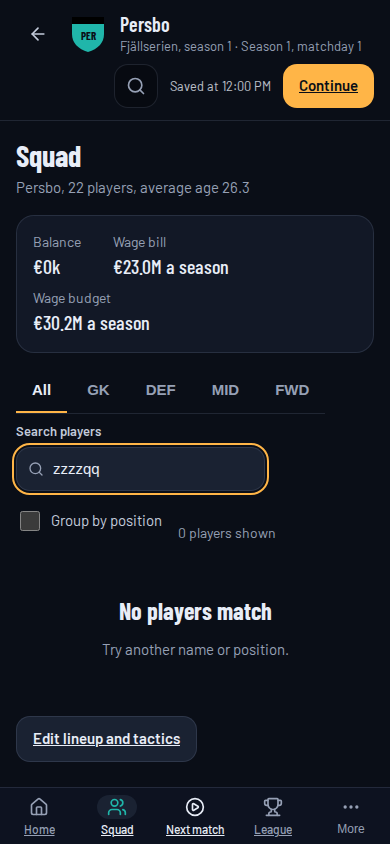 PER
Persbo
Fjällserien, season 1 · Season 1, matchday 1
Saved at 12:00 PM
Continue
Squad
Persbo, 22 players, average age 26.3
Balance
Wage bill
€0k
€23.0M a season
Wage budget
€30.2M a season
All
GK
DEF
MID
FWD
Search players
zzzzqq
Group by position
0 players shown
No players match
Try another name or position.
Edit lineup and tactics
Home
Squad
Next match
League
More